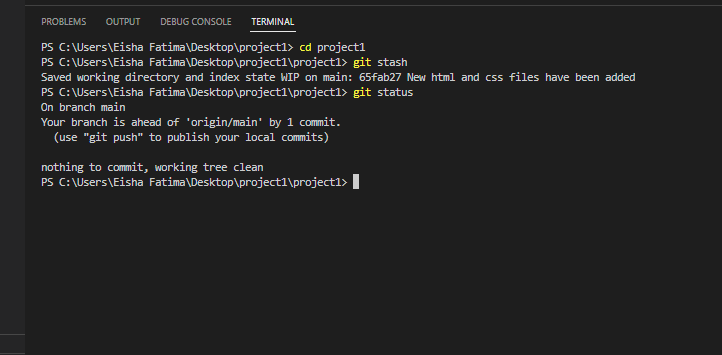 PROBLEMS OUTPUT DEBUG CONSOLE TERMINAL
PS C:\Users\Eisha Fatima\Desktop\project1> cd project1
PS C:\Users\Eisha Fatima\Desktop\project1\project1> git stash
Saved working directory and index state WIP on main: 65fab27 New html and css files have been added
PS C:\Users\Eisha Fatima\Desktop\project1\project1> git status
On branch main
Your branch is ahead of 'origin/main' by 1 commit.
  (use "git push" to publish your local commits)
nothing to commit, working tree clean
PS C:\Users\Eisha Fatima\Desktop\project1\project1>